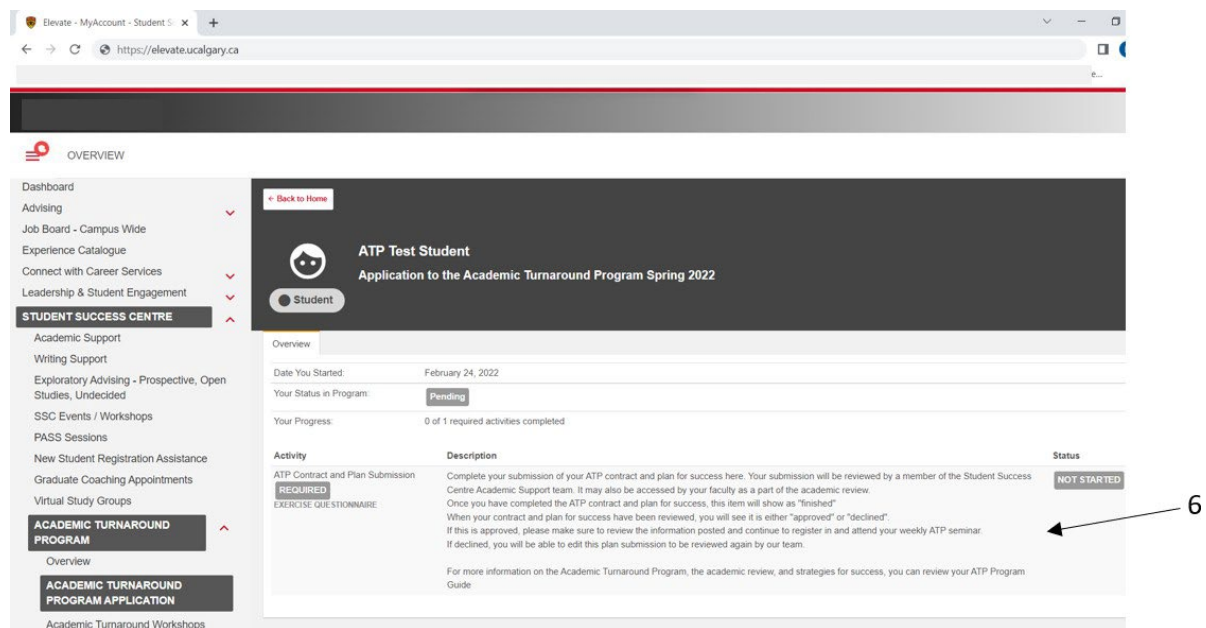 Elevate - MyAccount - Student S
https://elevate.ucalgary.ca
e...
OVERVIEW
Dashboard
Advising
Job Board - Campus Wide
Experience Catalogue
Connect with Career Services
Leadership & Student Engagement
STUDENT SUCCESS CENTRE
Academic Support
Writing Support
Exploratory Advising - Prospective, Open
Studies, Undecided
SSC Events / Workshops
PASS Sessions
New Student Registration Assistance
Graduate Coaching Appointments
Virtual Study Groups
ACADEMIC TURNAROUND
PROGRAM
Overview
ACADEMIC TURNAROUND
PROGRAM APPLICATION
Academic Turnaround Workshops
← Back to Home
ATP Test Student
Application to the Academic Turnaround Program Spring 2022
Student
Overview
Date You Started: February 24, 2022
Your Status in Program: Pending
Your Progress: 0 of 1 required activities completed
Activity Description Status
ATP Contract and Plan Submission
REQUIRED
EXERCISE QUESTIONNAIRE
Complete your submission of your ATP contract and plan for success here. Your submission will be reviewed by a member of the Student Success
Centre Academic Support team. It may also be accessed by your faculty as a part of the academic review.
Once you have completed the ATP contract and plan for success, this item will show as "finished"
When your contract and plan for success have been reviewed, you will see it is either "approved" or "declined".
If this is approved, please make sure to review the information posted and continue to register in and attend your weekly ATP seminar.
If declined, you will be able to edit this plan submission to be reviewed again by our team.
For more information on the Academic Turnaround Program, the academic review, and strategies for success, you can review your ATP Program
Guide
NOT STARTED
6